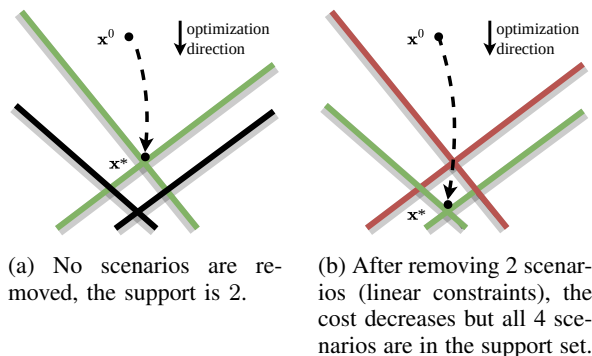 x⁰
optimization
direction
x*
x⁰
optimization
direction
x*
(a) No scenarios are re-
moved, the support is 2.
(b) After removing 2 scenar-
ios (linear constraints), the
cost decreases but all 4 sce-
narios are in the support set.